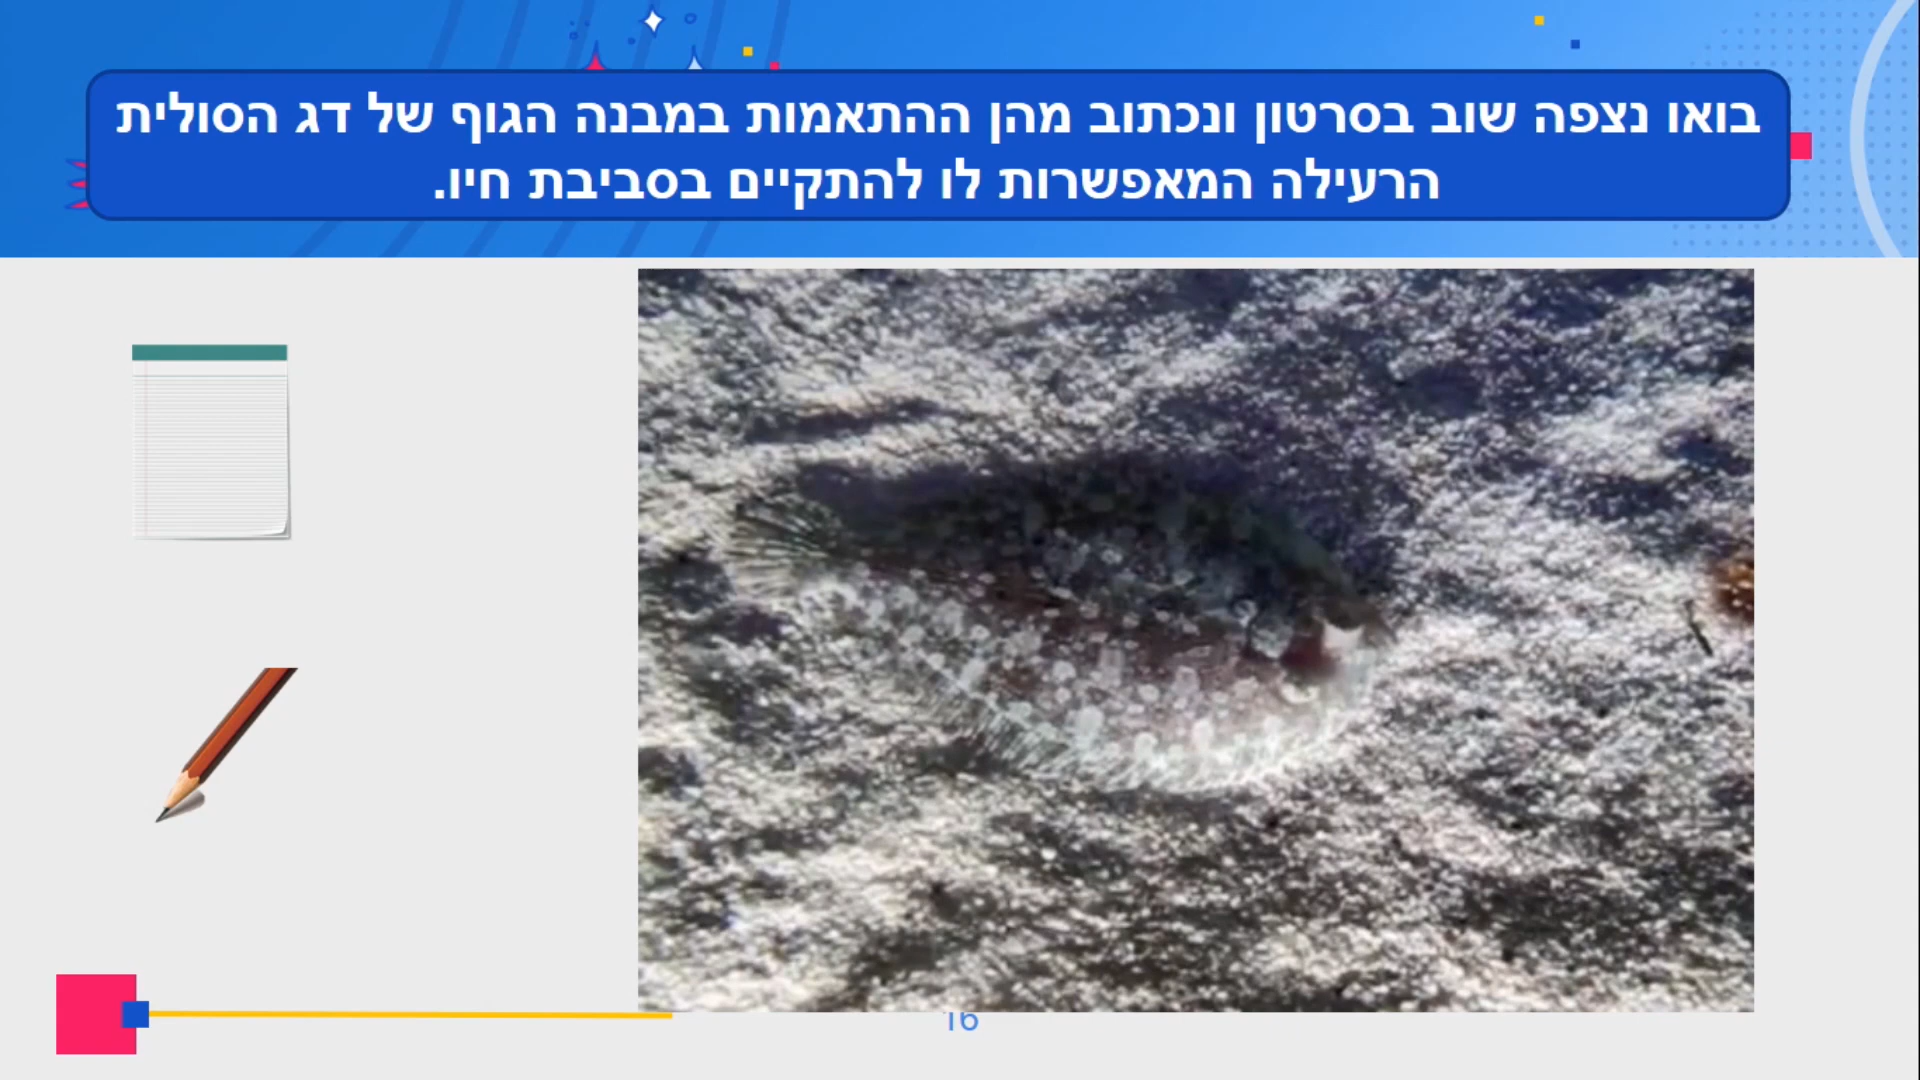 בואו נצפה שוב בסרטון ונכתוב מהן ההתאמות במבנה הגוף של דג הסולית
הרעילה המאפשרות לו להתקיים בסביבת חיו.
16